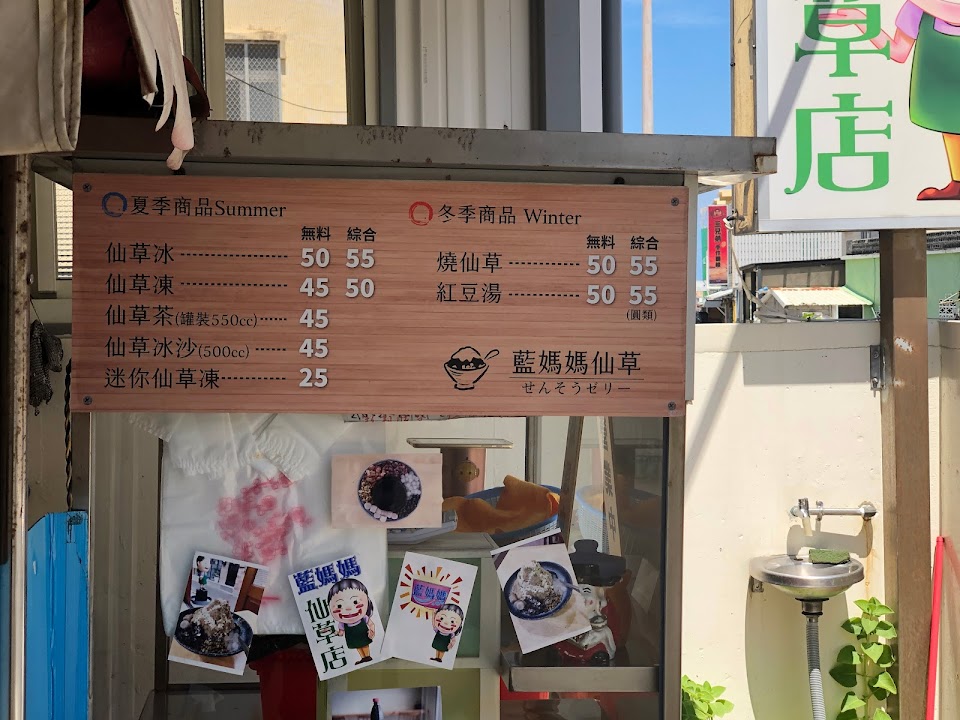 草
店
夏季商品Summer
無料 綜合
仙草冰 50 55
仙草凍 45 50
仙草茶(罐裝550cc) 45
仙草冰沙(500cc) 45
迷你仙草凍 25
冬季商品 Winter
無料 綜合
燒仙草 50 55
紅豆湯 50 55
(圓類)
藍媽媽仙草
せんそうゼリー
藍媽媽
仙草店
藍媽媽